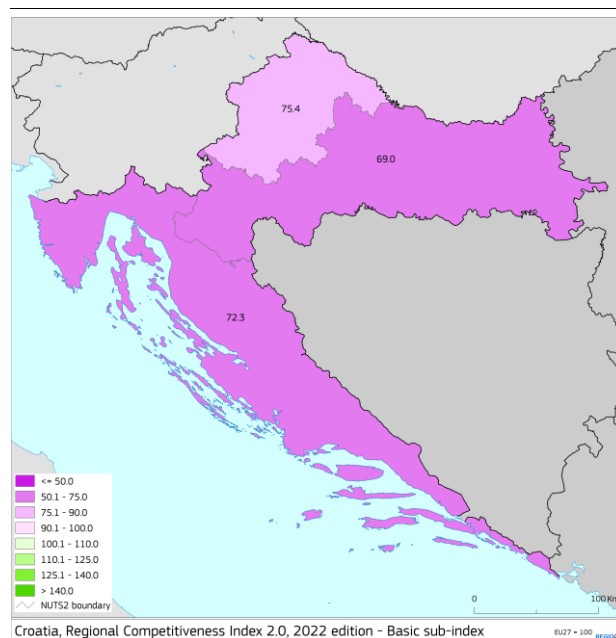 75.4
69.0
72.3
<= 50.0
50.1 - 75.0
75.1 - 90.0
90.1 - 100.0
100.1 - 110.0
110.1 - 125.0
125.1 - 140.0
> 140.0
NUTS2 boundary
0 100 Km
Croatia, Regional Competitiveness Index 2.0, 2022 edition - Basic sub-index
EU27 = 100
REGIO